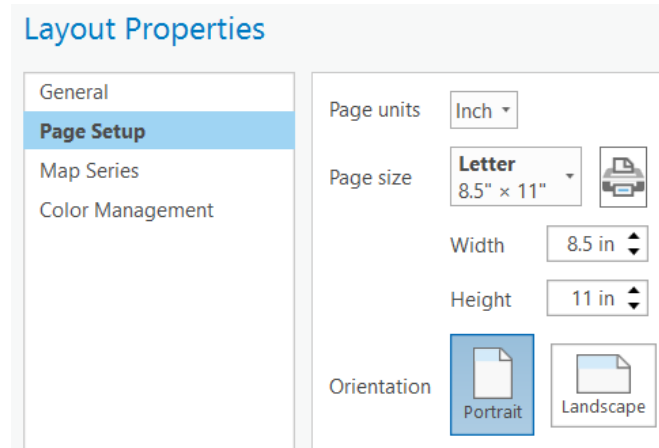 Layout Properties
General
Page Setup
Map Series
Color Management
Page units Inch
Page size Letter
8.5" × 11"
Width 8.5 in
Height 11 in
Orientation Portrait Landscape